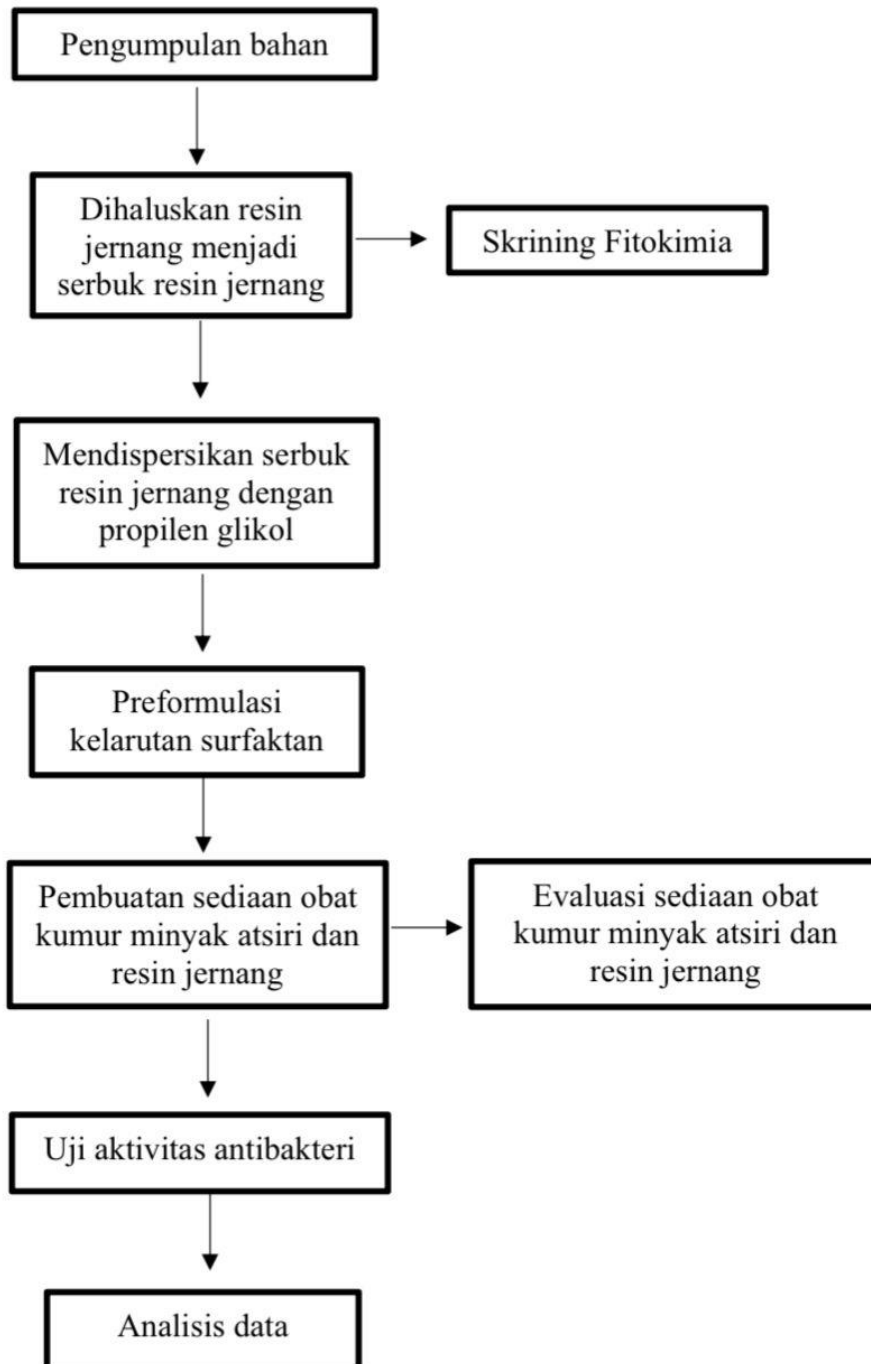 Pengumpulan bahan
Dihaluskan resin
jernang menjadi
serbuk resin jernang
Skrining Fitokimia
Mendispersikan serbuk
resin jernang dengan
propilen glikol
Preformulasi
kelarutan surfaktan
Pembuatan sediaan obat
kumur minyak atsiri dan
resin jernang
Evaluasi sediaan obat
kumur minyak atsiri dan
resin jernang
Uji aktivitas antibakteri
Analisis data